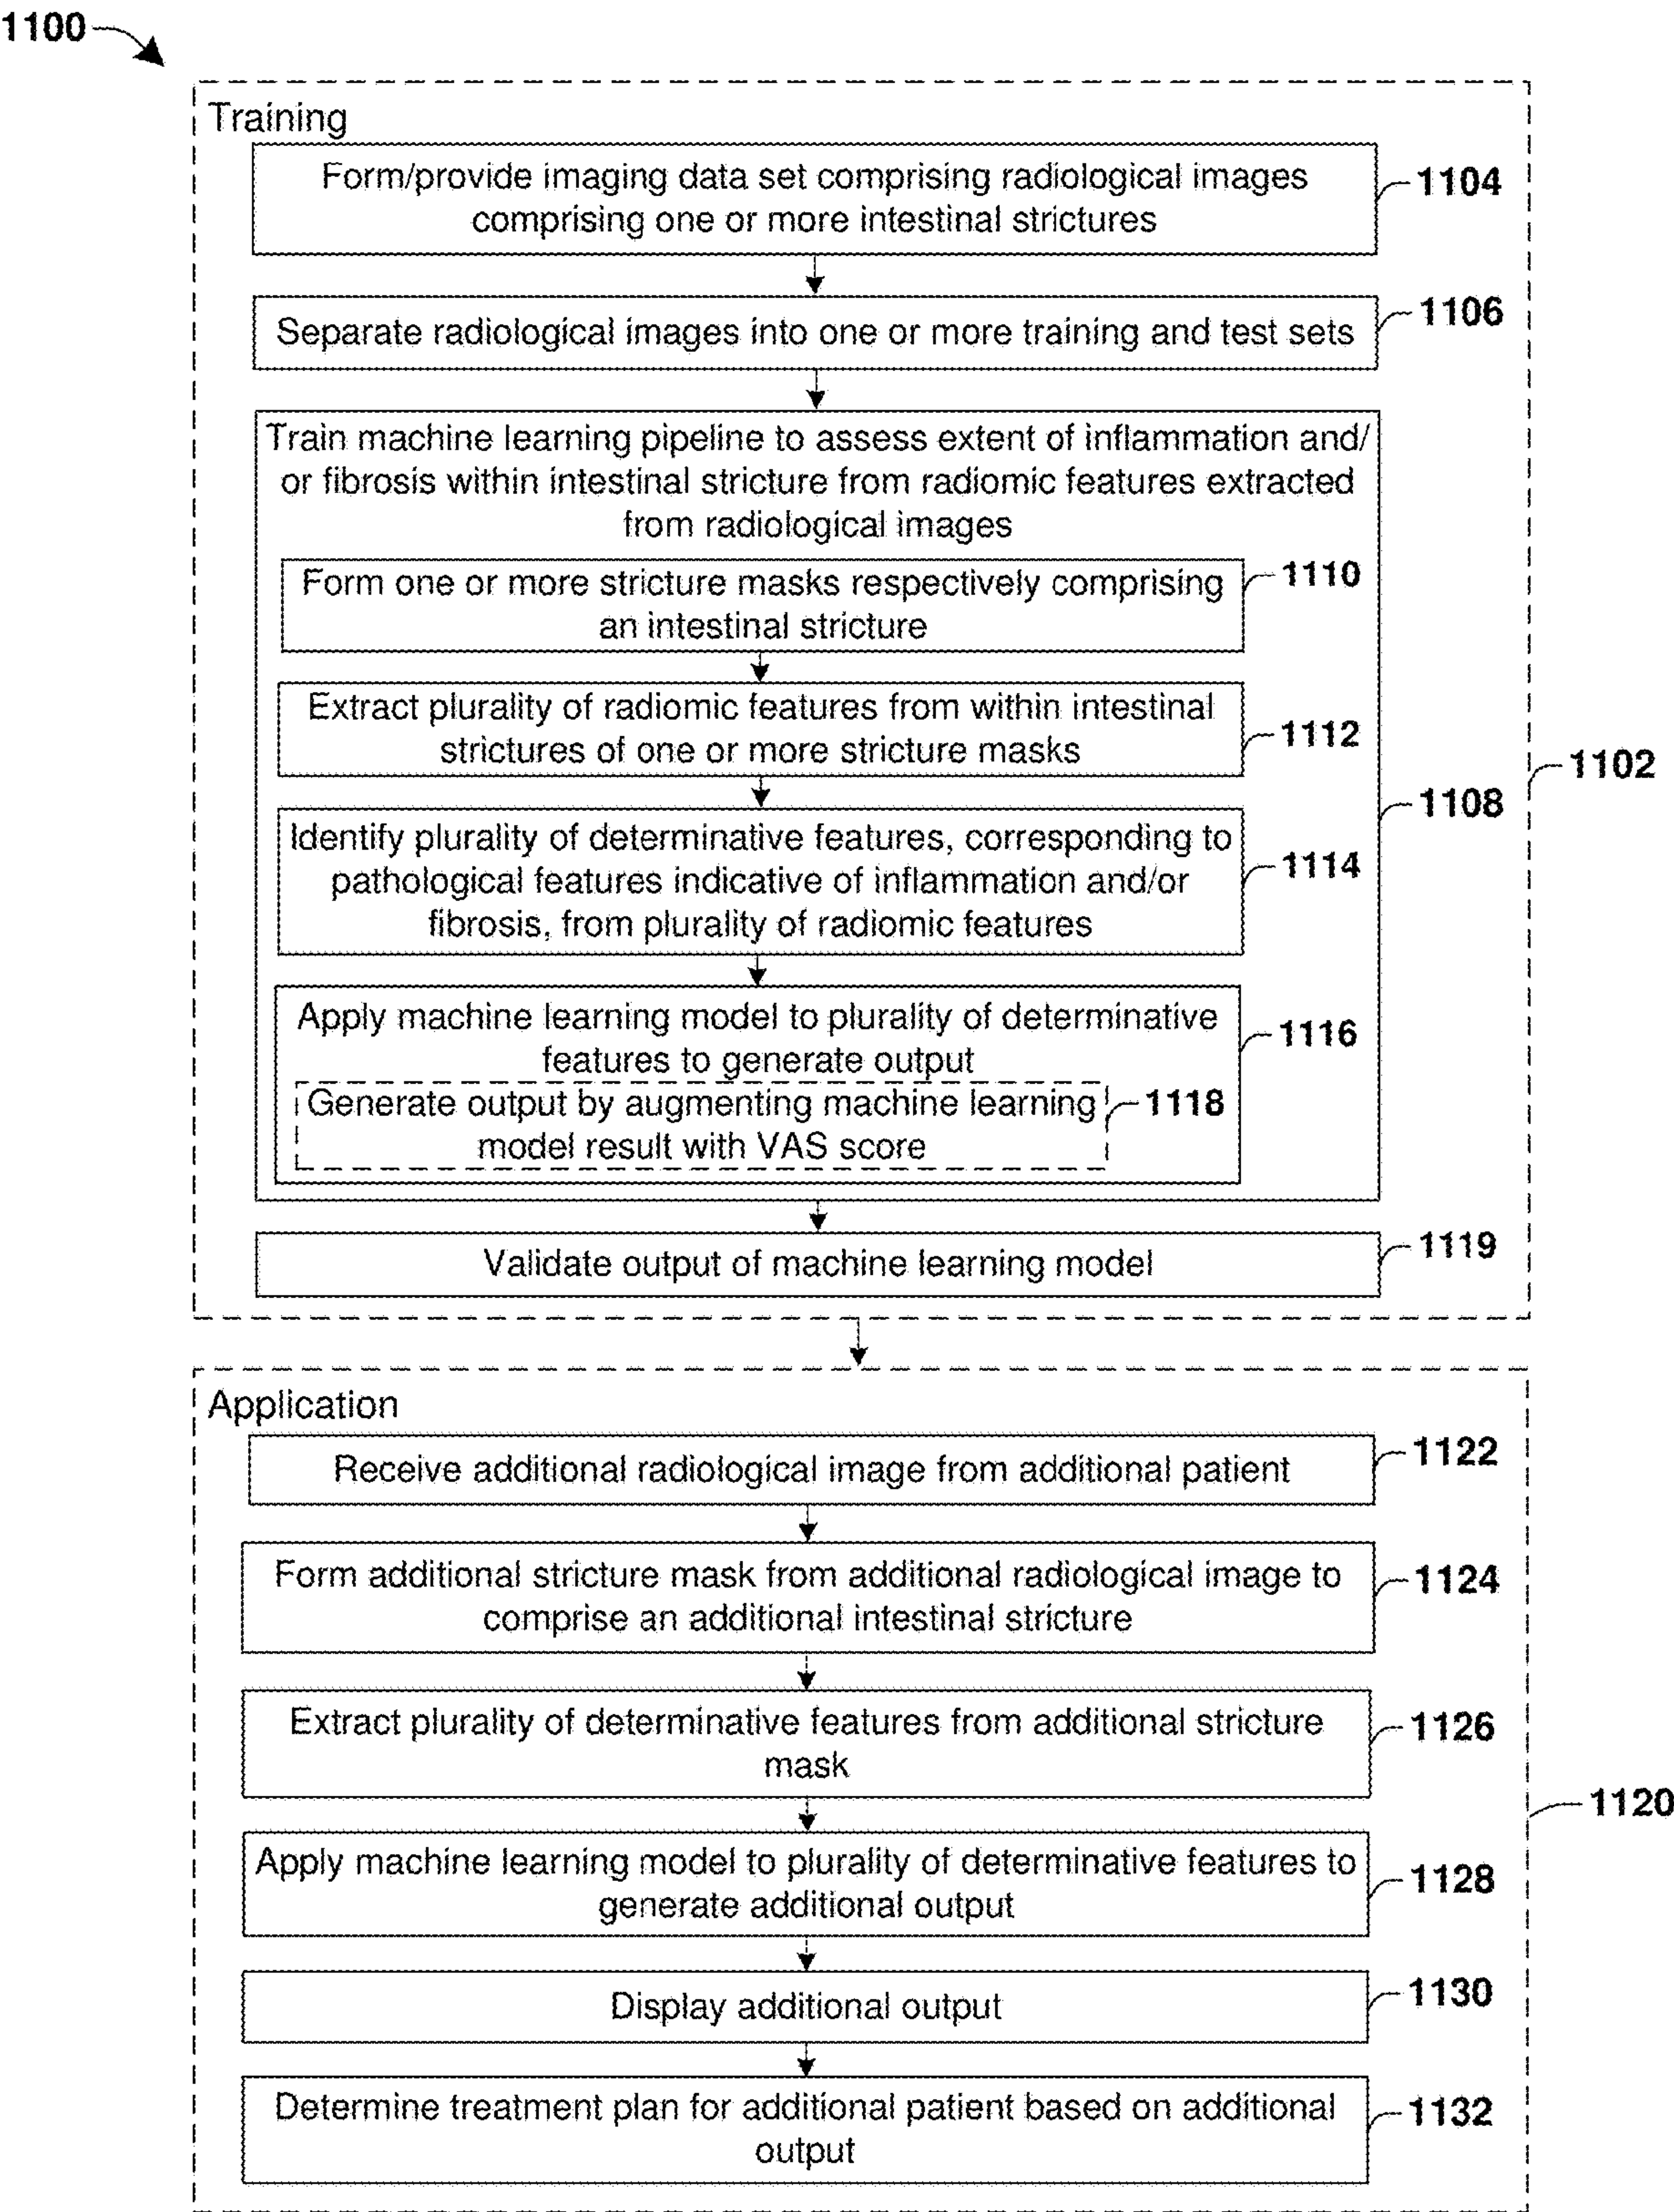 1100
Training
Form/provide imaging data set comprising radiological images
comprising one or more intestinal strictures
1104
Separate radiological images into one or more training and test sets
1106
Train machine learning pipeline to assess extent of inflammation and/
or fibrosis within intestinal stricture from radiomic features extracted
from radiological images
Form one or more stricture masks respectively comprising
an intestinal stricture
1110
Extract plurality of radiomic features from within intestinal
strictures of one or more stricture masks
1112
1102
1108
Identify plurality of determinative features, corresponding to
pathological features indicative of inflammation and/or
fibrosis, from plurality of radiomic features
1114
Apply machine learning model to plurality of determinative
features to generate output
1116
Generate output by augmenting machine learning
model result with VAS score
1118
Validate output of machine learning model
1119
Application
Receive additional radiological image from additional patient
1122
Form additional stricture mask from additional radiological image to
comprise an additional intestinal stricture
1124
Extract plurality of determinative features from additional stricture
mask
1126
1120
Apply machine learning model to plurality of determinative features to
generate additional output
1128
Display additional output
1130
Determine treatment plan for additional patient based on additional
output
1132